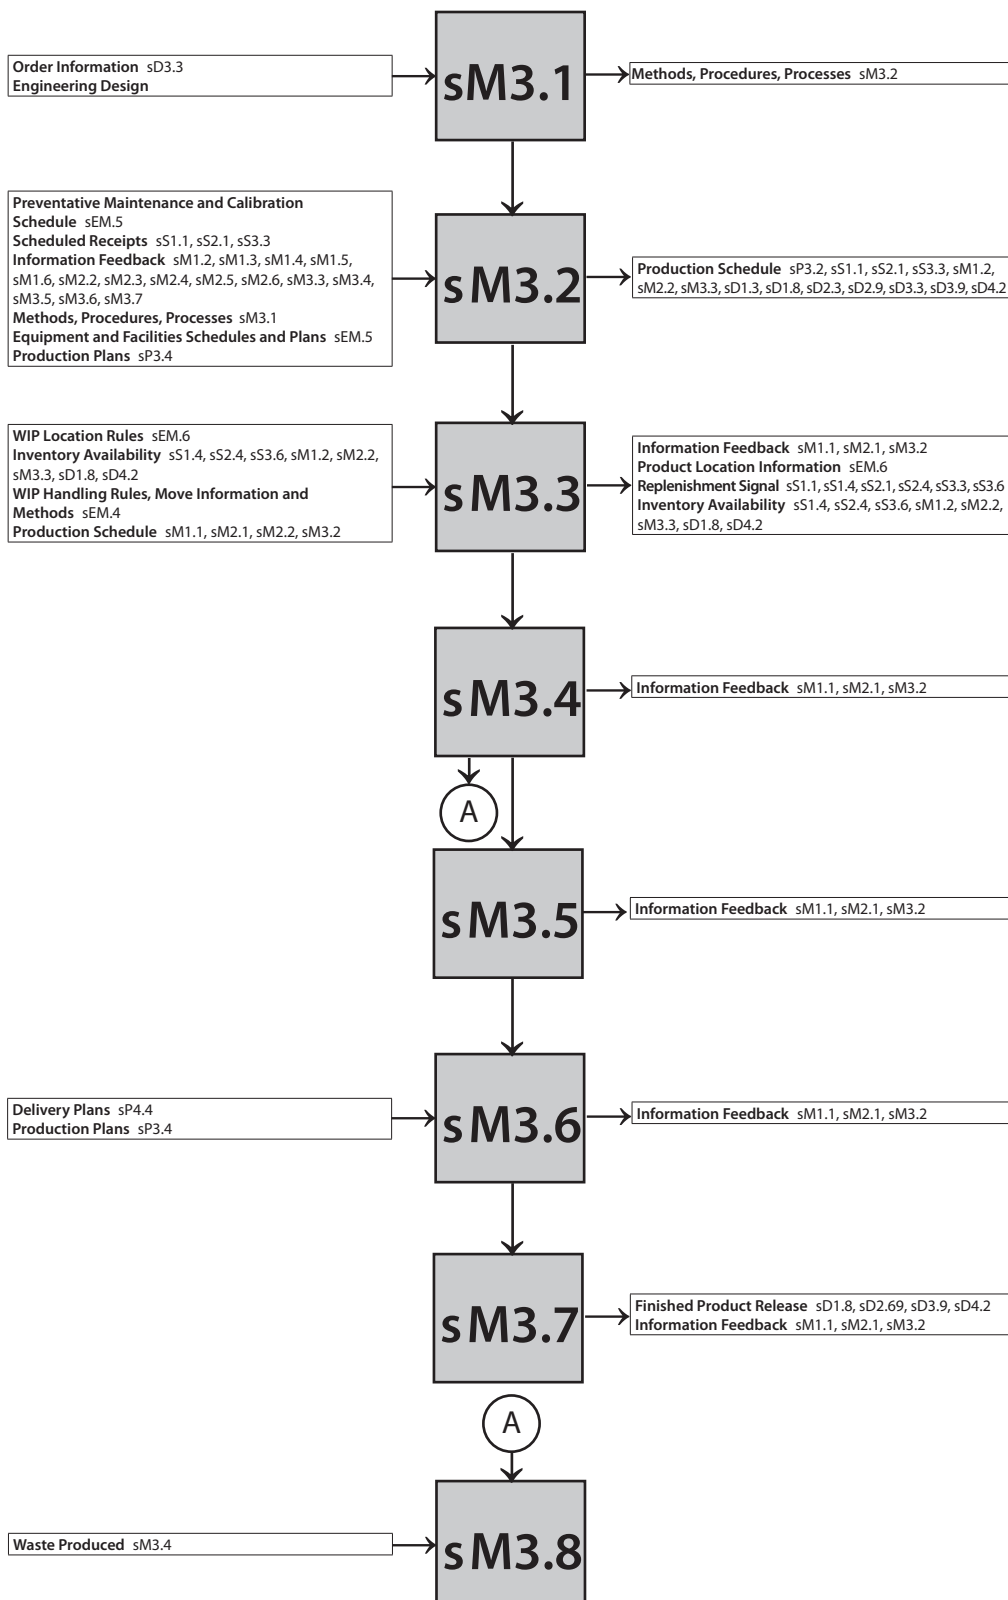 sM3.1
Order Information sD3.3
Engineering Design
Methods, Procedures, Processes sM3.2
Preventative Maintenance and Calibration
Schedule sEM.5
Scheduled Receipts sS1.1, sS2.1, sS3.3
Information Feedback sM1.2, sM1.3, sM1.4, sM1.5,
sM1.6, sM2.2, sM2.3, sM2.4, sM2.5, sM2.6, sM3.3, sM3.4,
sM3.5, sM3.6, sM3.7
Methods, Procedures, Processes sM3.1
Equipment and Facilities Schedules and Plans sEM.5
Production Plans sP3.4
sM3.2
Production Schedule sP3.2, sS1.1, sS2.1, sS3.3, sM1.2,
sM2.2, sM3.3, sD1.3, sD1.8, sD2.3, sD2.9, sD3.3, sD3.9, sD4.2
WIP Location Rules sEM.6
Inventory Availability sS1.4, sS2.4, sS3.6, sM1.2, sM2.2,
sM3.3, sD1.8, sD4.2
WIP Handling Rules, Move Information and
Methods sEM.4
Production Schedule sM1.1, sM2.1, sM2.2, sM3.2
sM3.3
Information Feedback sM1.1, sM2.1, sM3.2
Product Location Information sEM.6
Replenishment Signal sS1.1, sS1.4, sS2.1, sS2.4, sS3.3, sS3.6
Inventory Availability sS1.4, sS2.4, sS3.6, sM1.2, sM2.2,
sM3.3, sD1.8, sD4.2
sM3.4
Information Feedback sM1.1, sM2.1, sM3.2
A
sM3.5
Information Feedback sM1.1, sM2.1, sM3.2
Delivery Plans sP4.4
Production Plans sP3.4
sM3.6
Information Feedback sM1.1, sM2.1, sM3.2
sM3.7
Finished Product Release sD1.8, sD2.69, sD3.9, sD4.2
Information Feedback sM1.1, sM2.1, sM3.2
A
Waste Produced sM3.4
sM3.8